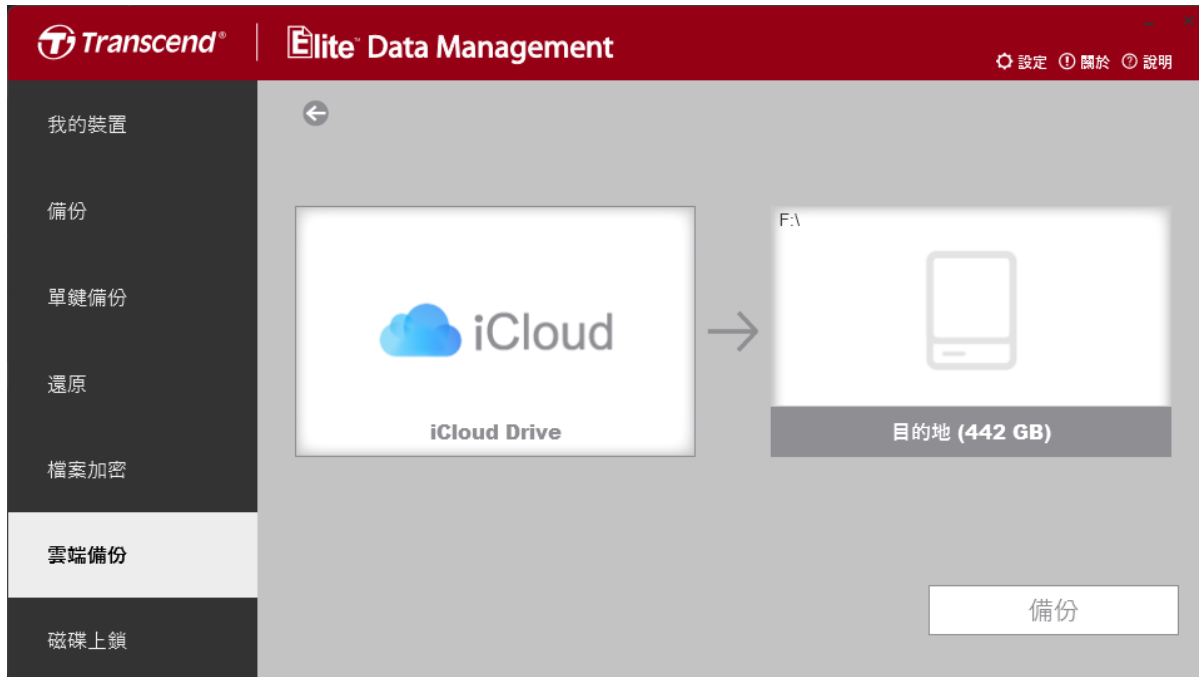 Transcend®
Elite™ Data Management
設定 關於 說明
我的裝置
備份
單鍵備份
還原
檔案加密
雲端備份
磁碟上鎖
iCloud
iCloud Drive
F:\
目的地 (442 GB)
備份